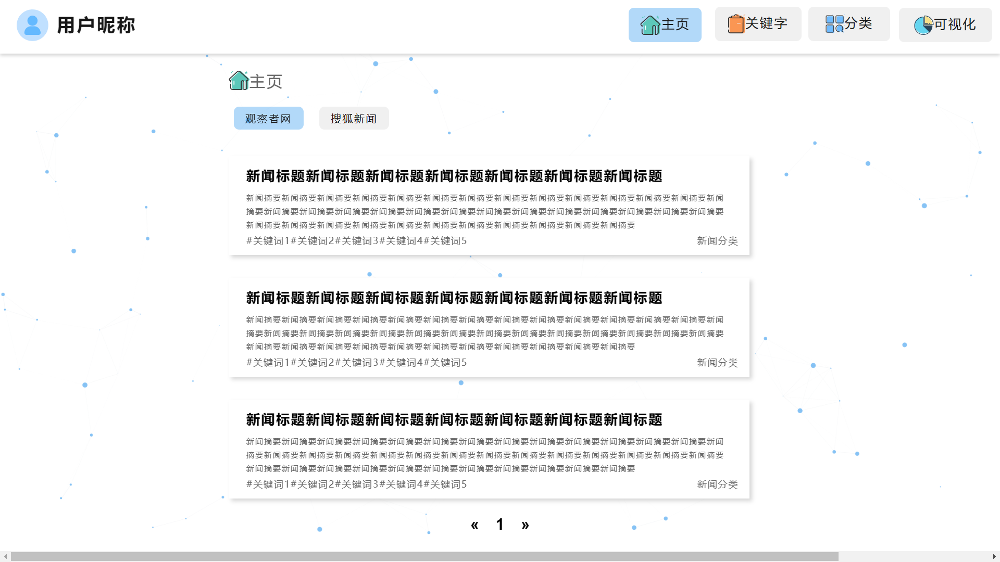 用户昵称
主页
关键字
分类
可视化
主页
观察者网
搜狐新闻
新闻标题新闻标题新闻标题新闻标题新闻标题新闻标题新闻标题
新闻摘要新闻摘要新闻摘要新闻摘要新闻摘要新闻摘要新闻摘要新闻摘要新闻摘要新闻摘要新闻摘要新闻摘要新闻摘要新闻
摘要新闻摘要新闻摘要新闻摘要新闻摘要新闻摘要新闻摘要新闻摘要新闻摘要新闻摘要新闻摘要新闻摘要新闻摘要新闻摘要
新闻摘要新闻摘要新闻摘要新闻摘要新闻摘要新闻摘要新闻摘要新闻摘要新闻摘要新闻摘要新闻摘要
#关键词1#关键词2#关键词3#关键词4#关键词5
新闻分类
新闻标题新闻标题新闻标题新闻标题新闻标题新闻标题新闻标题
新闻摘要新闻摘要新闻摘要新闻摘要新闻摘要新闻摘要新闻摘要新闻摘要新闻摘要新闻摘要新闻摘要新闻摘要新闻摘要新闻
摘要新闻摘要新闻摘要新闻摘要新闻摘要新闻摘要新闻摘要新闻摘要新闻摘要新闻摘要新闻摘要新闻摘要新闻摘要新闻摘要
新闻摘要新闻摘要新闻摘要新闻摘要新闻摘要新闻摘要新闻摘要新闻摘要新闻摘要新闻摘要新闻摘要
#关键词1#关键词2#关键词3#关键词4#关键词5
新闻分类
新闻标题新闻标题新闻标题新闻标题新闻标题新闻标题新闻标题
新闻摘要新闻摘要新闻摘要新闻摘要新闻摘要新闻摘要新闻摘要新闻摘要新闻摘要新闻摘要新闻摘要新闻摘要新闻摘要新闻
摘要新闻摘要新闻摘要新闻摘要新闻摘要新闻摘要新闻摘要新闻摘要新闻摘要新闻摘要新闻摘要新闻摘要新闻摘要新闻摘要
新闻摘要新闻摘要新闻摘要新闻摘要新闻摘要新闻摘要新闻摘要新闻摘要新闻摘要新闻摘要新闻摘要
#关键词1#关键词2#关键词3#关键词4#关键词5
新闻分类
« 1 »